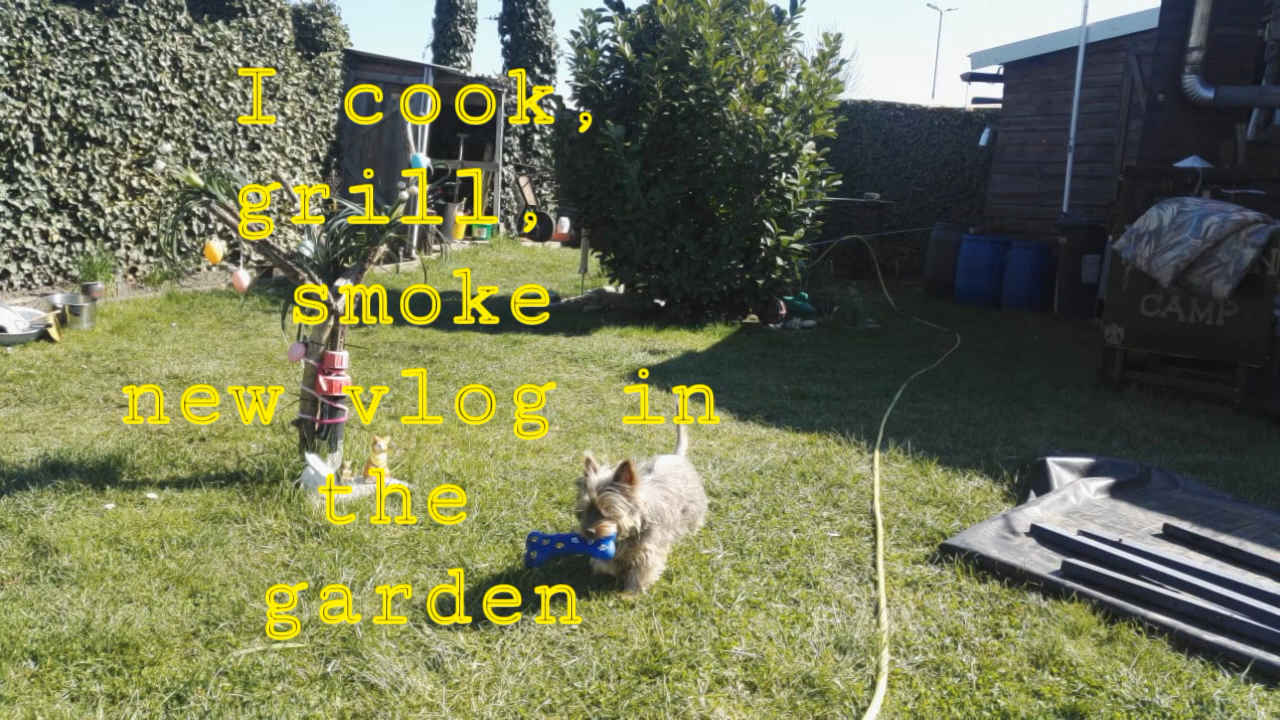 I cook,
grill,
smoke
new vlog in
the
garden
CAMP